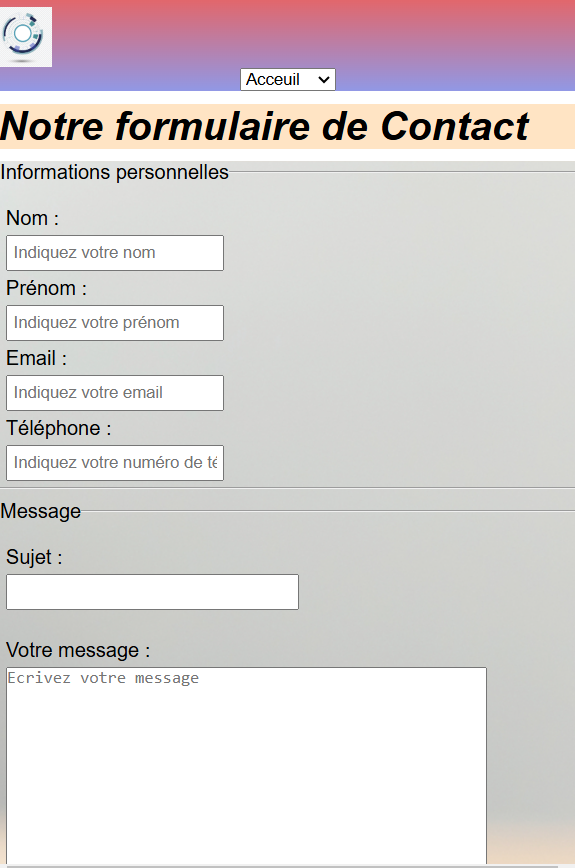 Acceuil
Notre formulaire de Contact
Informations personnelles
Nom :
Indiquez votre nom
Prénom :
Indiquez votre prénom
Email :
Indiquez votre email
Téléphone :
Indiquez votre numéro de té
Message
Sujet :
Votre message :
Ecrivez votre message